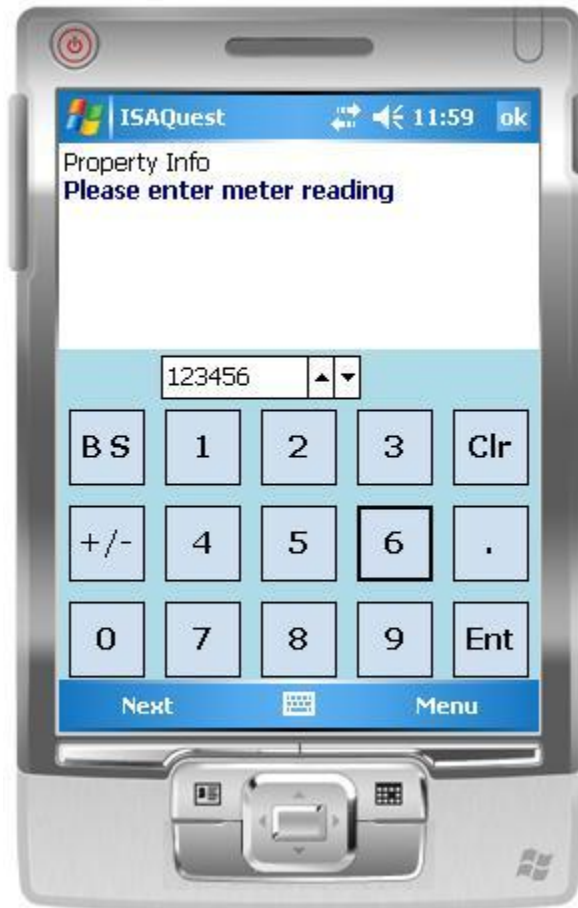 ISAQuest 11:59 ok
Property Info
Please enter meter reading
123456
B S 1 2 3 Clr
+/- 4 5 6 .
0 7 8 9 Ent
Next Menu